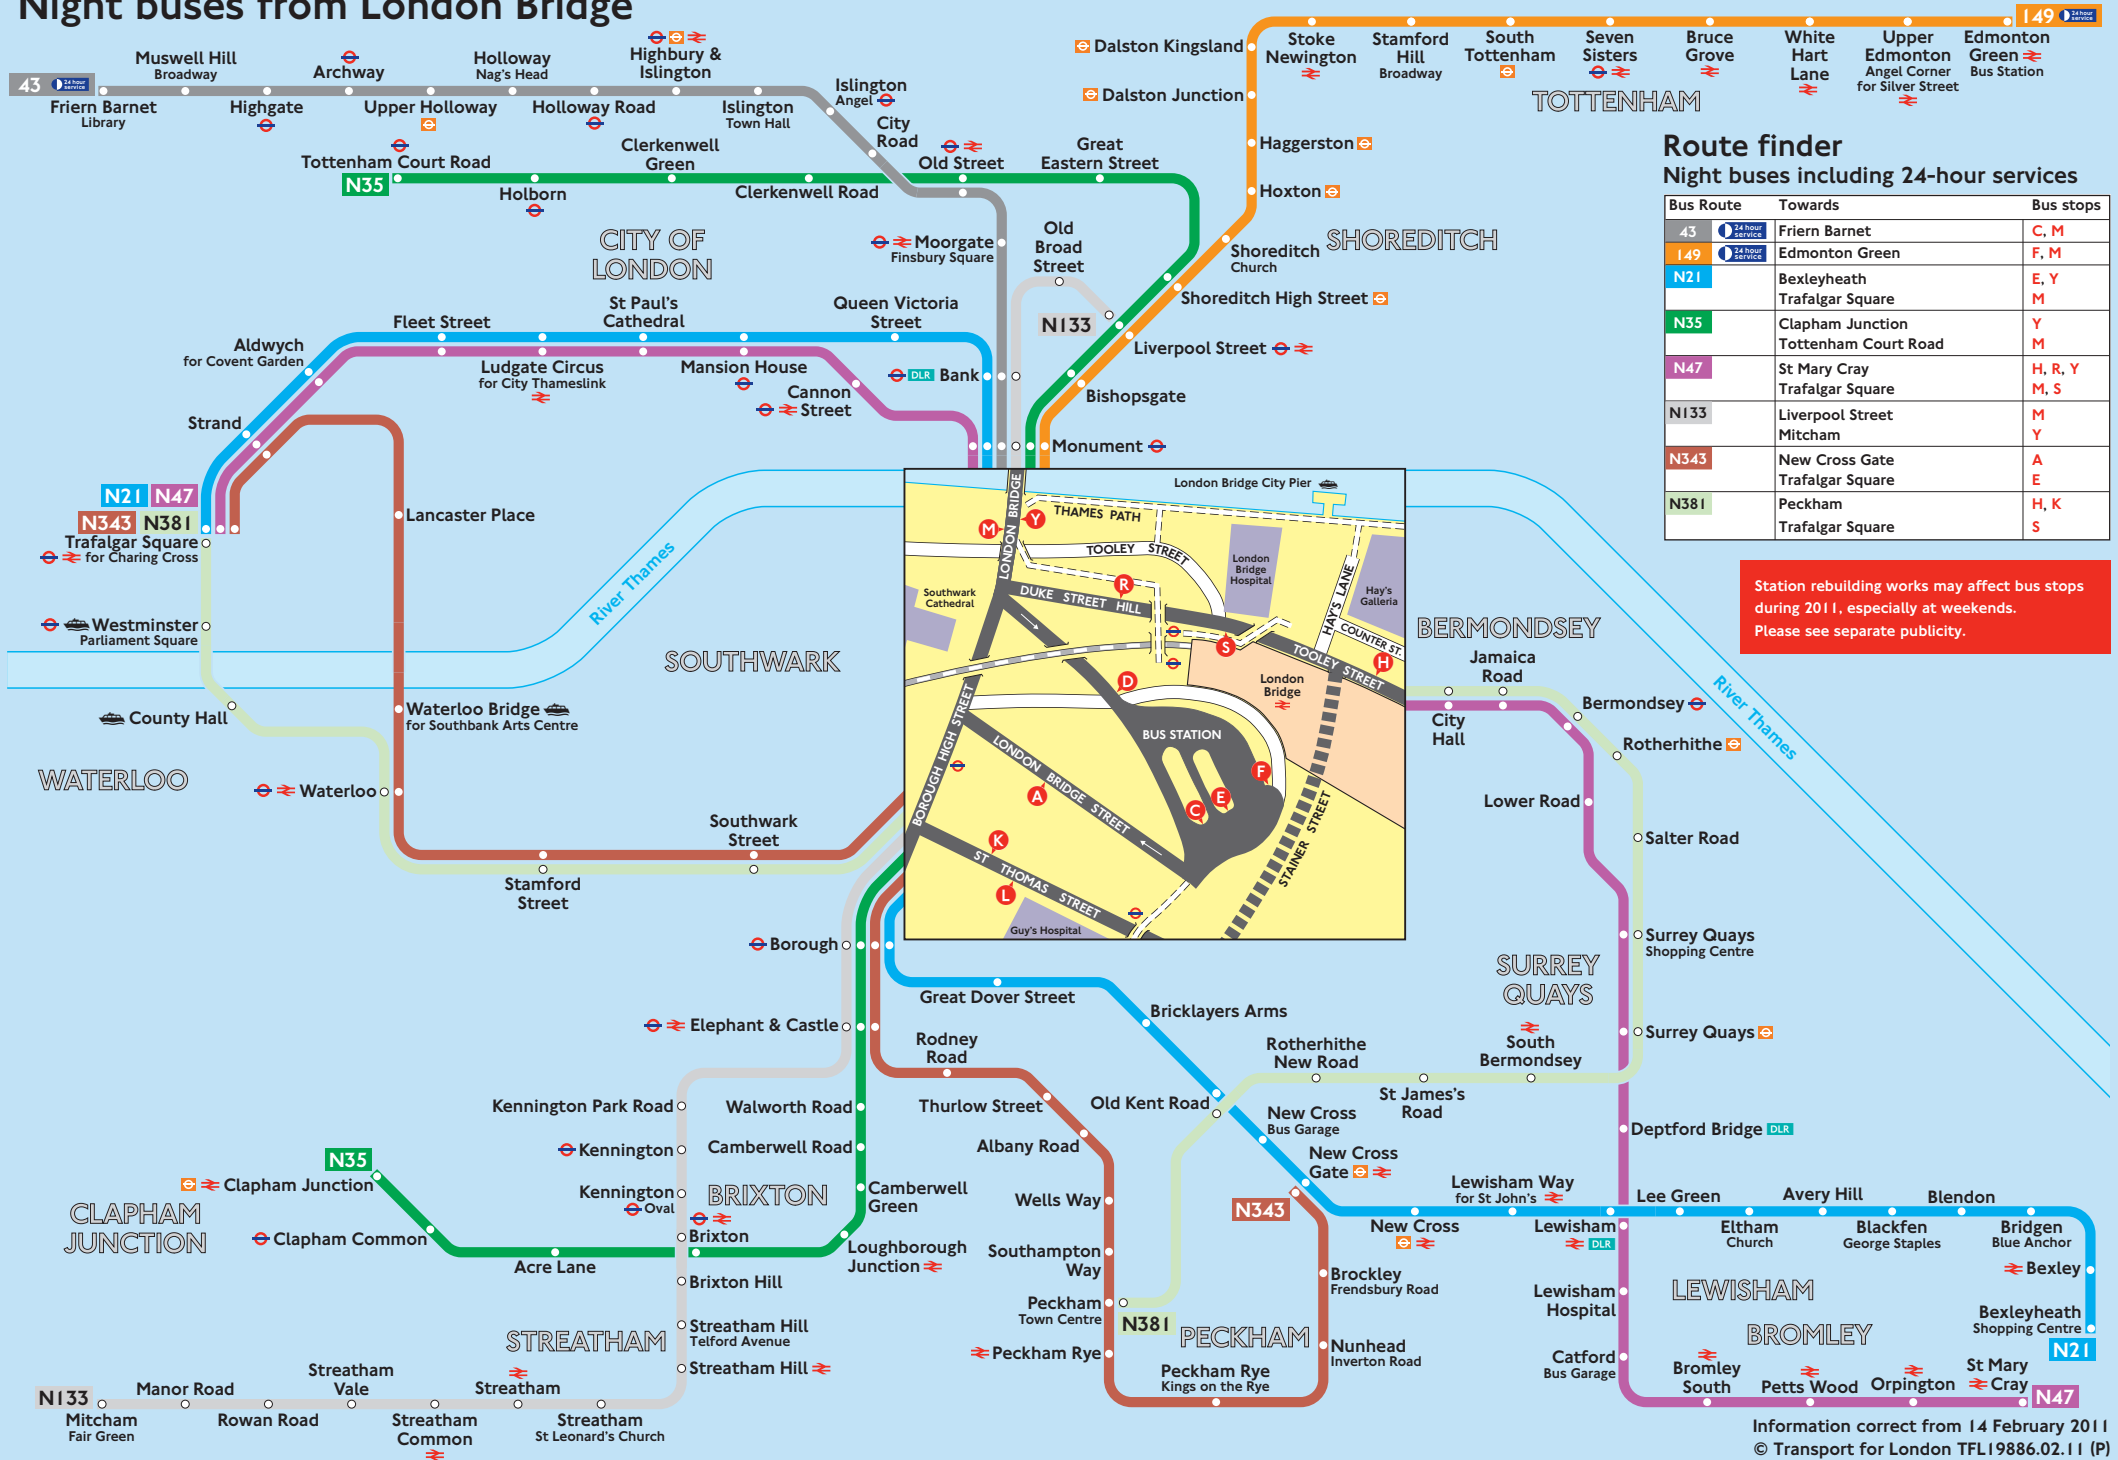 Night buses from London Bridge
43
24 hour service
Friern Barnet
Library
Muswell Hill
Broadway
Highgate
Archway
Upper Holloway
Holloway
Nag's Head
Holloway Road
Highbury &
Islington
Islington
Town Hall
Islington
Angel
City
Road
Old Street
Moorgate
Finsbury Square
N35
Tottenham Court Road
Holborn
Clerkenwell
Green
Clerkenwell Road
Great
Eastern Street
Dalston Kingsland
Dalston Junction
Haggerston
Hoxton
Shoreditch
Church
Shoreditch High Street
Liverpool Street
Bishopsgate
Monument
Stoke
Newington
Stamford
Hill
Broadway
South
Tottenham
Seven
Sisters
Bruce
Grove
White
Hart
Lane
Upper
Edmonton
Angel Corner
for Silver Street
Edmonton
Green
Bus Station
149
24 hour service
TOTTENHAM
SHOREDITCH
CITY OF
LONDON
Old
Broad
Street
N133
DLR Bank
Fleet Street
St Paul's
Cathedral
Queen Victoria
Street
Aldwych
for Covent Garden
Ludgate Circus
for City Thameslink
Mansion House
Cannon
Street
Strand
N21 N47
N343 N381
Trafalgar Square
for Charing Cross
Lancaster Place
Westminster
Parliament Square
River Thames
SOUTHWARK
County Hall
Waterloo Bridge
for Southbank Arts Centre
WATERLOO
Waterloo
Southwark
Street
Stamford
Street
Route finder
Night buses including 24-hour services
Bus Route Towards Bus stops
43 24 hour service Friern Barnet C, M
149 24 hour service Edmonton Green F, M
N21 Bexleyheath E, Y
Trafalgar Square M
N35 Clapham Junction Y
Tottenham Court Road M
N47 St Mary Cray H, R, Y
Trafalgar Square M, S
N133 Liverpool Street M
Mitcham Y
N343 New Cross Gate A
Trafalgar Square E
N381 Peckham H, K
Trafalgar Square S
Station rebuilding works may affect bus stops
during 2011, especially at weekends.
Please see separate publicity.
London Bridge City Pier
LONDON BRIDGE
THAMES PATH
M
Y
TOOLEY STREET
R
DUKE STREET HILL
London
Bridge
Hospital
HAY'S LANE
Hay's
Galleria
COUNTER ST.
Southwark
Cathedral
S
TOOLEY STREET
H
D
London
Bridge
BOROUGH HIGH STREET
BUS STATION
LONDON BRIDGE STREET
F
E
C
A
K
ST THOMAS STREET
L
STAINER STREET
Guy's Hospital
BERMONDSEY
Jamaica
Road
City
Hall
Bermondsey
Rotherhithe
River Thames
Lower Road
Salter Road
Surrey Quays
Shopping Centre
SURREY
QUAYS
Surrey Quays
South
Bermondsey
St James's
Road
Rotherhithe
New Road
Old Kent Road
Deptford Bridge DLR
Borough
Great Dover Street
Bricklayers Arms
Elephant & Castle
Rodney
Road
Thurlow Street
Albany Road
Wells Way
Southampton
Way
Peckham
Town Centre
N381
PECKHAM
Peckham Rye
Peckham Rye
Kings on the Rye
Nunhead
Inverton Road
Brockley
Frendsbury Road
N343
New Cross
Bus Garage
New Cross
Gate
New Cross
Lewisham Way
for St John's
Lewisham
DLR
Lee Green
Eltham
Church
Avery Hill
Blackfen
George Staples
Blendon
Bridgen
Blue Anchor
Bexley
Bexleyheath
Shopping Centre
N21
LEWISHAM
Lewisham
Hospital
BROMLEY
Catford
Bus Garage
Bromley
South
Petts Wood
Orpington
St Mary
Cray
N47
Kennington Park Road
Walworth Road
Kennington
Camberwell Road
Kennington
Oval
BRIXTON
Camberwell
Green
Brixton
Loughborough
Junction
N35
Clapham Junction
CLAPHAM
JUNCTION
Clapham Common
Acre Lane
Brixton Hill
STREATHAM
Streatham Hill
Telford Avenue
Streatham Hill
N133
Mitcham
Fair Green
Manor Road
Rowan Road
Streatham
Vale
Streatham
Common
Streatham
Streatham
St Leonard's Church
Information correct from 14 February 2011
© Transport for London TFL19886.02.11 (P)